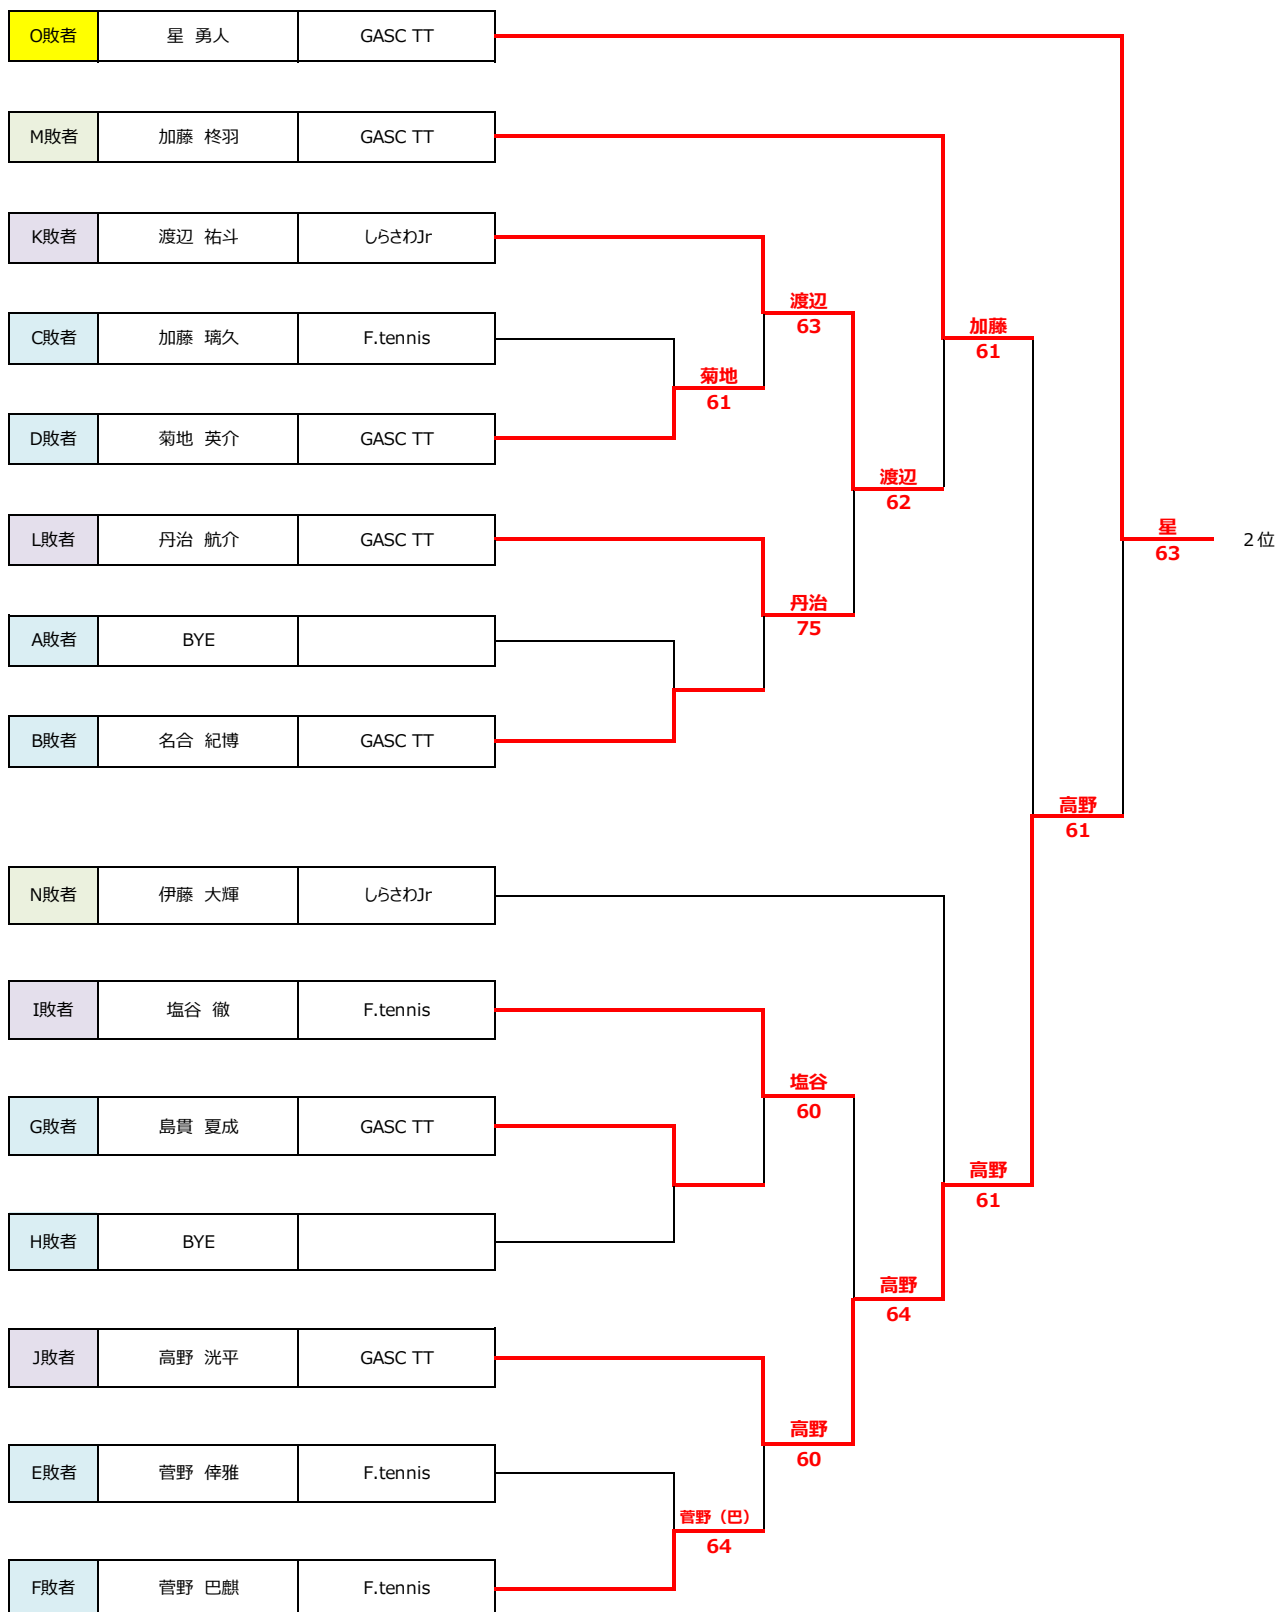 O敗者 星 勇人 GASC TT
M敗者 加藤 柊羽 GASC TT
K敗者 渡辺 祐斗 しらさわJr
渡辺
63
C敗者 加藤 璃久 F.tennis
加藤
61
菊地
61
D敗者 菊地 英介 GASC TT
渡辺
62
L敗者 丹治 航介 GASC TT
星
63
2位
丹治
75
A敗者 BYE
B敗者 名合 紀博 GASC TT
高野
61
N敗者 伊藤 大輝 しらさわJr
I敗者 塩谷 徹 F.tennis
塩谷
60
G敗者 島貫 夏成 GASC TT
高野
61
H敗者 BYE
高野
64
J敗者 高野 洸平 GASC TT
高野
60
E敗者 菅野 倖雅 F.tennis
菅野（巴）
64
F敗者 菅野 巴麒 F.tennis